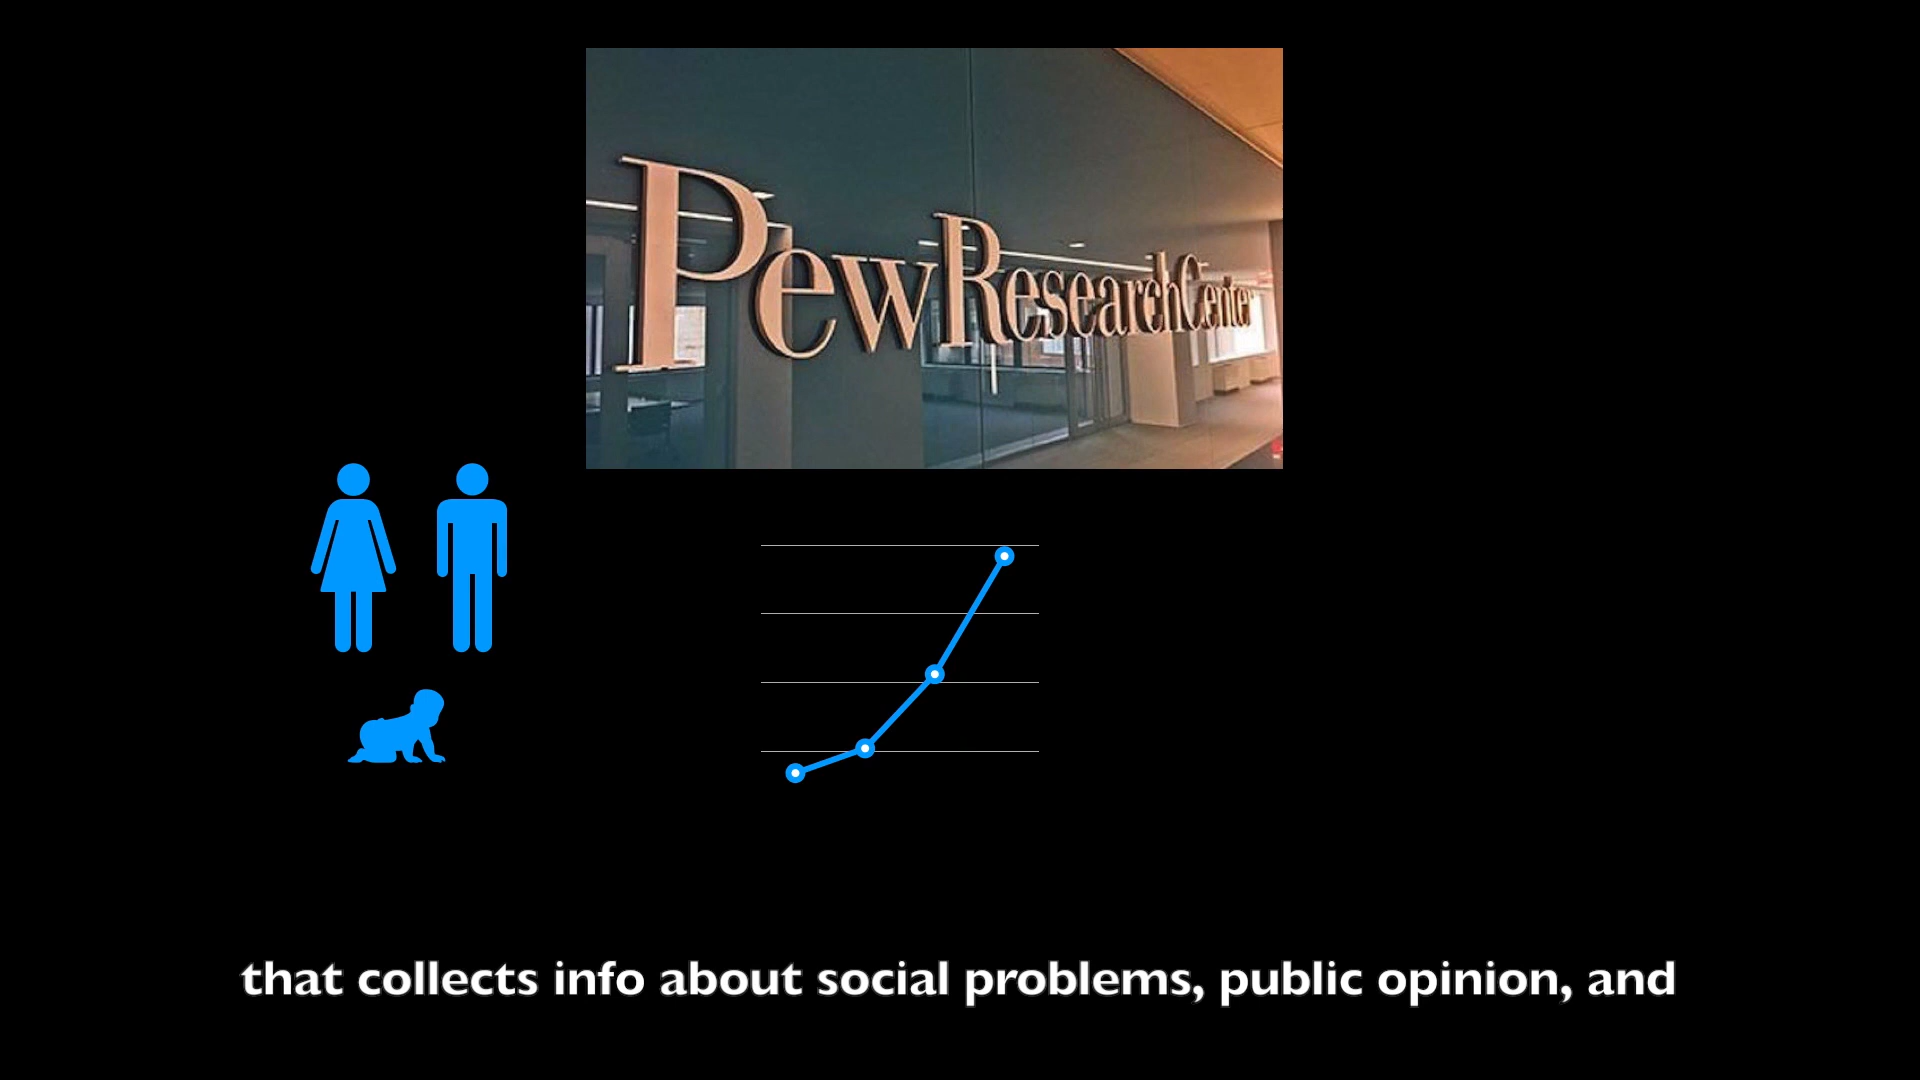 PewResearchCenter
that collects info about social problems, public opinion, and